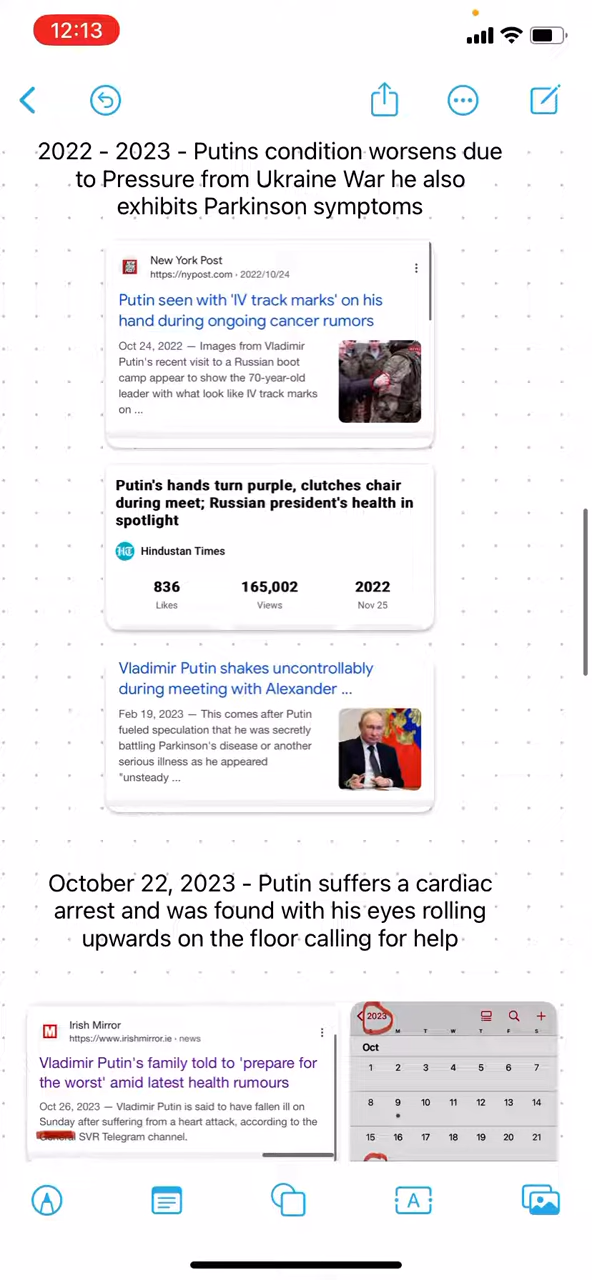 12:13
2022 - 2023 - Putins condition worsens due
to Pressure from Ukraine War he also
exhibits Parkinson symptoms
New York Post
https://nypost.com · 2022/10/24
Putin seen with 'IV track marks' on his
hand during ongoing cancer rumors
Oct 24, 2022 — Images from Vladimir
Putin's recent visit to a Russian boot
camp appear to show the 70-year-old
leader with what look like IV track marks
on ...
Putin's hands turn purple, clutches chair
during meet; Russian president's health in
spotlight
HT Hindustan Times
836 165,002 2022
Likes Views Nov 25
Vladimir Putin shakes uncontrollably
during meeting with Alexander ...
Feb 19, 2023 — This comes after Putin
fueled speculation that he was secretly
battling Parkinson's disease or another
serious illness as he appeared
"unsteady ...
October 22, 2023 - Putin suffers a cardiac
arrest and was found with his eyes rolling
upwards on the floor calling for help
M Irish Mirror
https://www.irishmirror.ie › news
Vladimir Putin's family told to 'prepare for
the worst' amid latest health rumours
Oct 26, 2023 — Vladimir Putin is said to have fallen ill on
Sunday after suffering from a heart attack, according to the
General SVR Telegram channel.
2023
M T W T F S
Oct
1 2 3 4 5 6 7
8 9 10 11 12 13 14
15 16 17 18 19 20 21
A